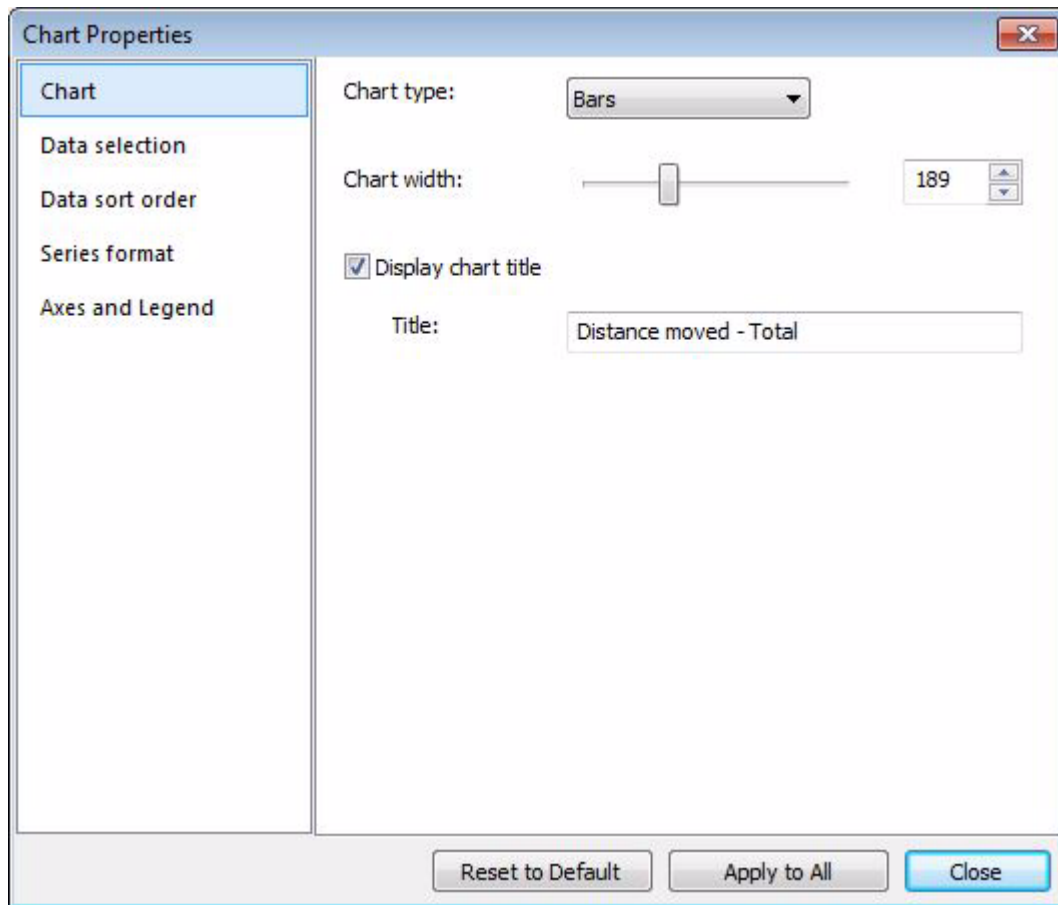 Chart Properties
Chart
Data selection
Data sort order
Series format
Axes and Legend
Chart type: Bars
Chart width: 189
Display chart title
Title: Distance moved - Total
Reset to Default Apply to All Close